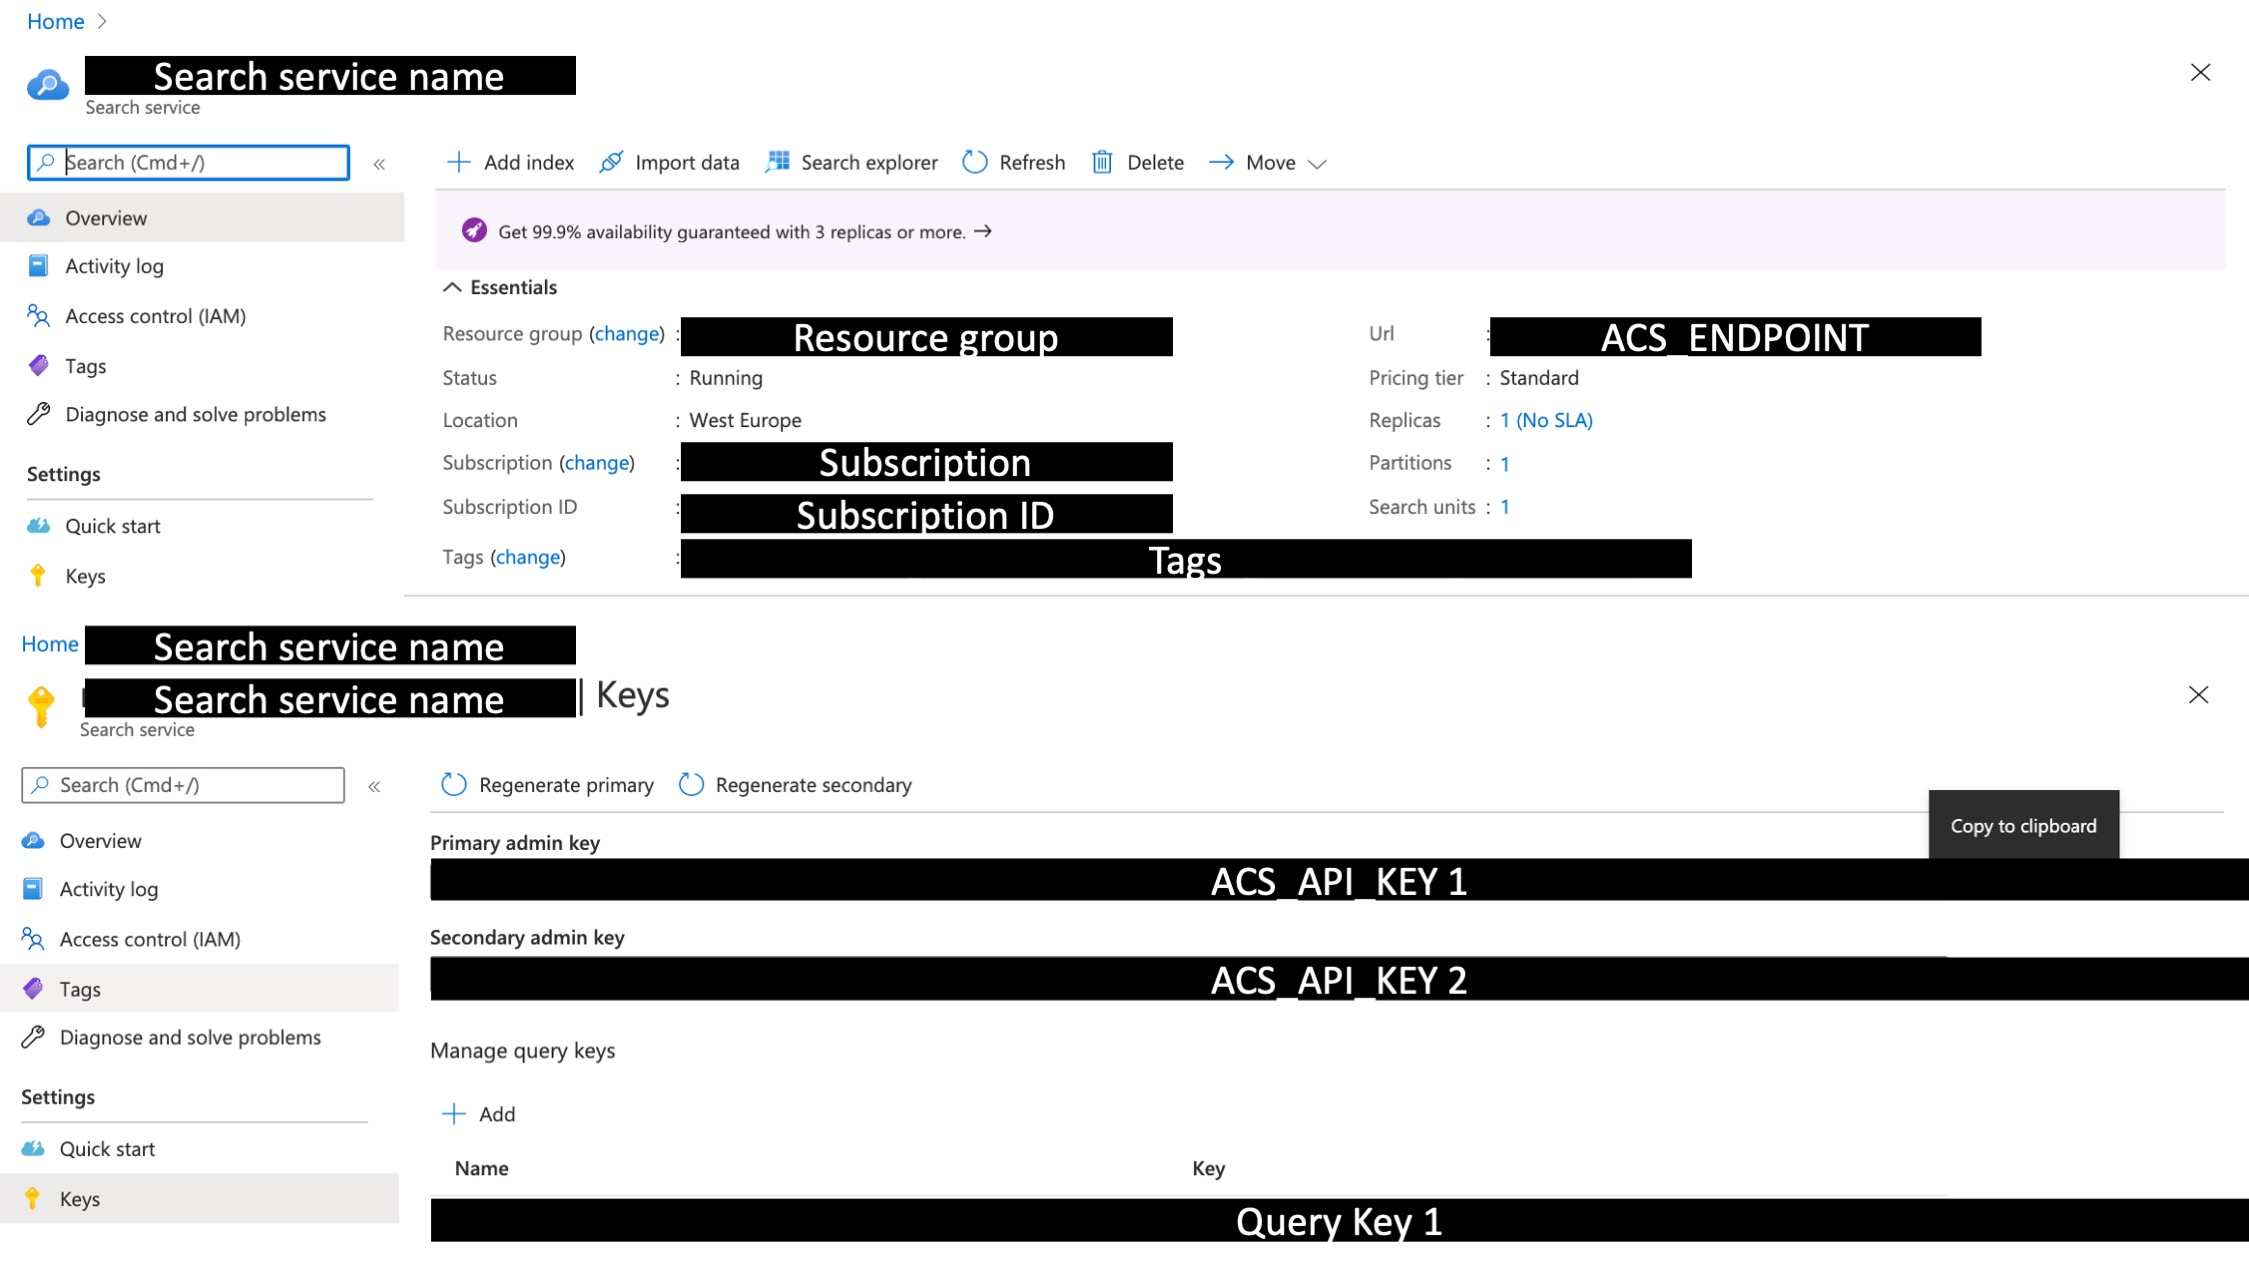 Home
Search service name
Search service
Search (Cmd+/)
«
Add index
Import data
Search explorer
Refresh
Delete
Move
Overview
Activity log
Access control (IAM)
Tags
Diagnose and solve problems
Settings
Quick start
Keys
Get 99.9% availability guaranteed with 3 replicas or more. →
Essentials
Resource group (change) : Resource group
Status : Running
Location : West Europe
Subscription (change) : Subscription
Subscription ID : Subscription ID
Tags (change) : Tags
Url : ACS_ENDPOINT
Pricing tier : Standard
Replicas : 1 (No SLA)
Partitions : 1
Search units : 1
Home Search service name
Search service name | Keys
Search service
Search (Cmd+/)
«
Overview
Activity log
Access control (IAM)
Tags
Diagnose and solve problems
Settings
Quick start
Keys
Regenerate primary
Regenerate secondary
Copy to clipboard
Primary admin key
ACS_API_KEY 1
Secondary admin key
ACS_API_KEY 2
Manage query keys
Add
Name Key
Query Key 1